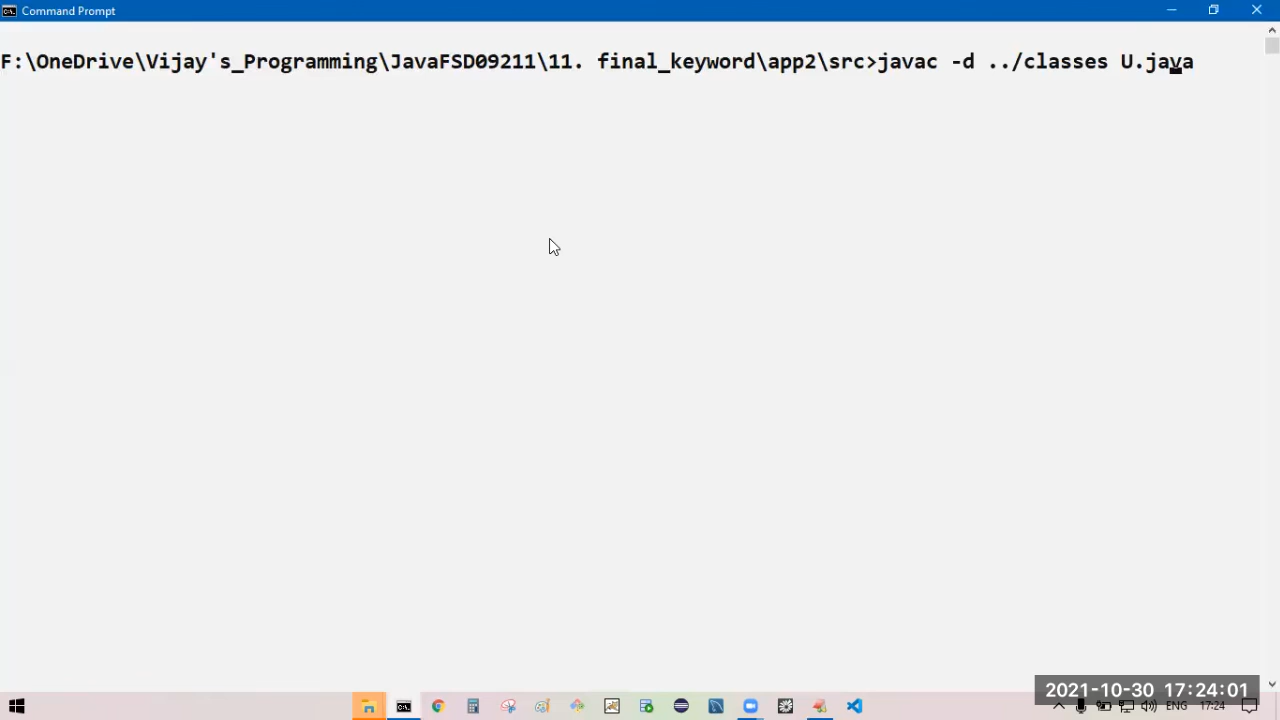 Command Prompt
F:\OneDrive\Vijay's_Programming\JavaFSD09211\11. final_keyword\app2\src>javac -d ../classes U.java
2021-10-30 17:24:01
ENG 17:24